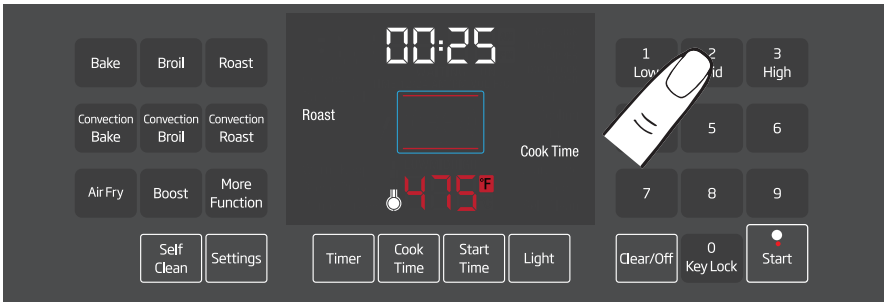 Bake
Broil
Roast
Convection
Bake
Convection
Broil
Convection
Roast
Air Fry
Boost
More
Function
Self
Clean
Settings
00:25
Roast
Cook Time
475°F
Timer
Cook
Time
Start
Time
Light
1
Low
2
3
High
5
6
7
8
9
Clear/Off
0
Key Lock
Start